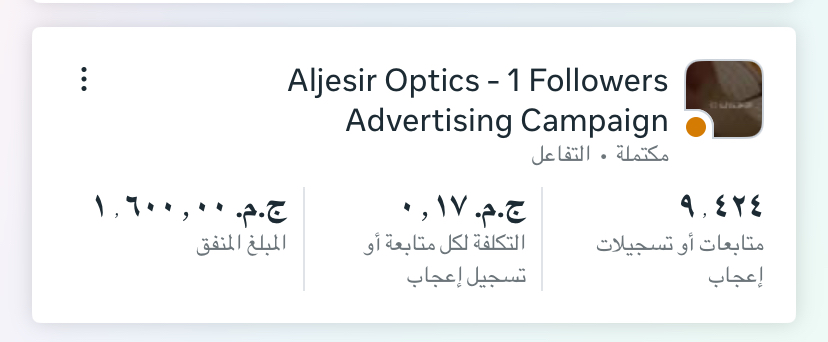 Aljesir Optics - 1 Followers
Advertising Campaign
مكتملة • التفاعل
٩,٤٢٤
متابعات أو تسجيلات
إعجاب
ج.م.‏ ٠,١٧
التكلفة لكل متابعة أو
تسجيل إعجاب
ج.م.‏ ١,٦٠٠,٠٠
المبلغ المنفق